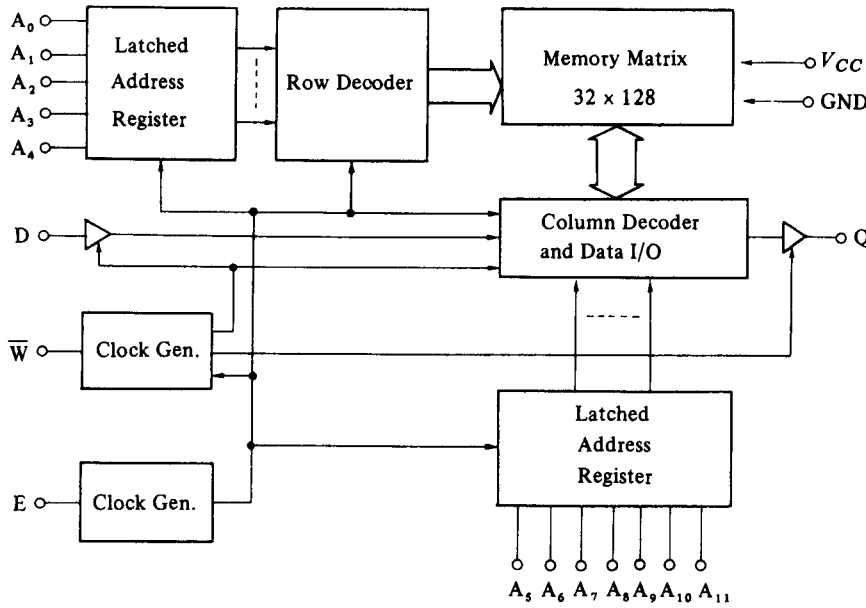 A₀
A₁
A₂
A₃
A₄
Latched
Address
Register
Row Decoder
Memory Matrix
32 × 128
V_CC
GND
D
Column Decoder
and Data I/O
Q
W̅
Clock Gen.
Latched
Address
Register
E
Clock Gen.
A₅ A₆ A₇ A₈ A₉ A₁₀ A₁₁